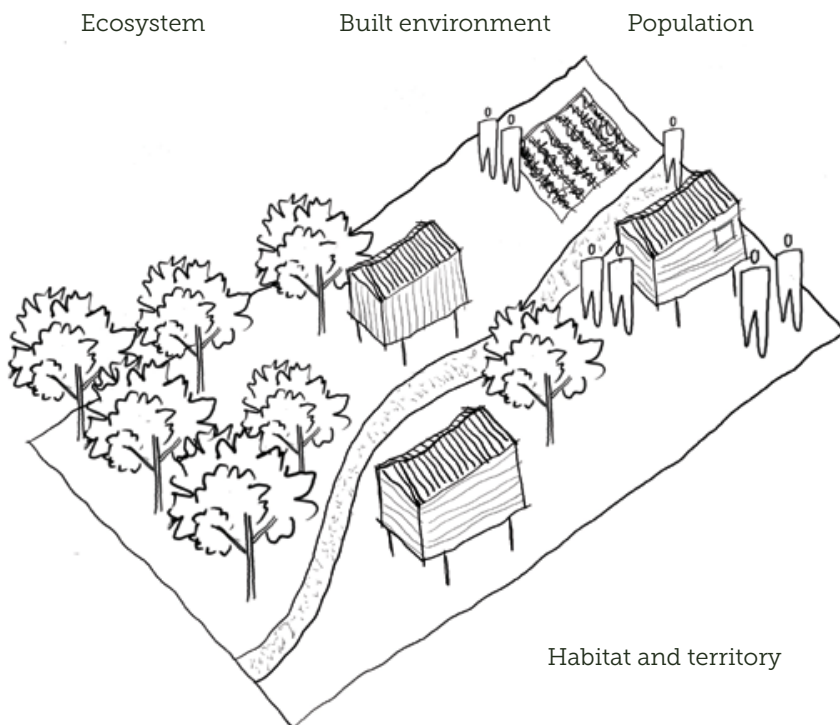 Ecosystem
Built environment
Population
Habitat and territory